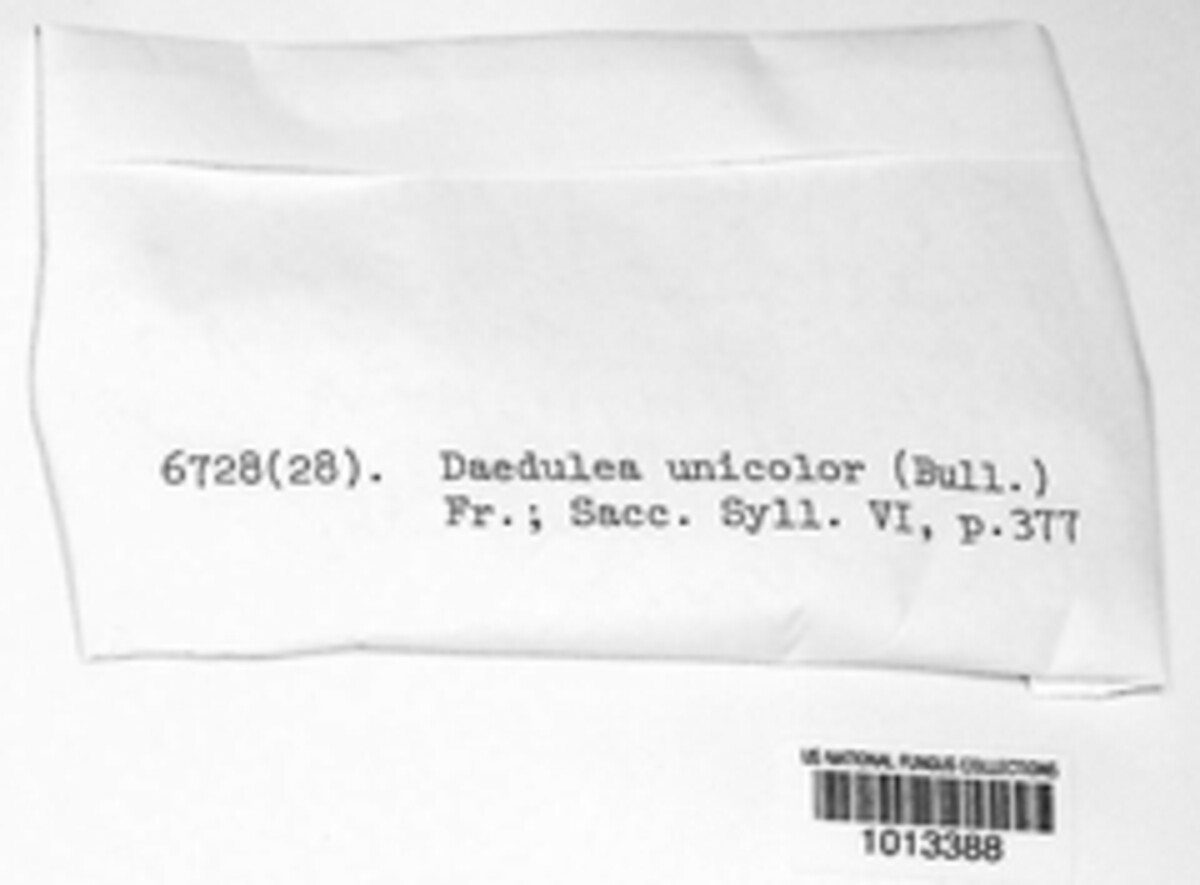 6728(28). Daedulea unicolor (Bull.)
Fr.; Sacc. Syll. VI, p.377
US NATIONAL FUNGUS COLLECTIONS
1013388